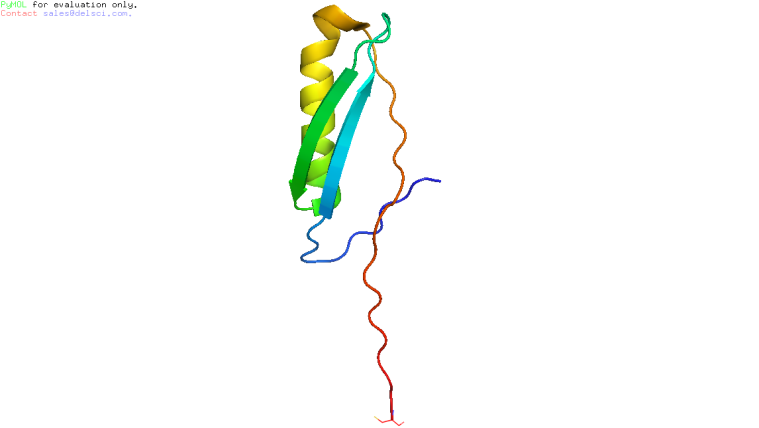 PyMOL for evaluation only.
Contact sales@delsci.com.